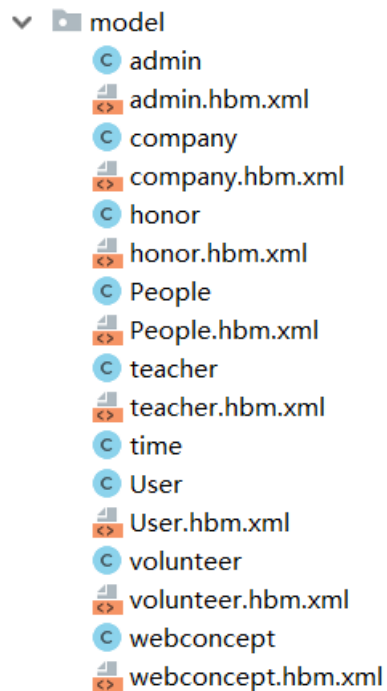 model
admin
admin.hbm.xml
company
company.hbm.xml
honor
honor.hbm.xml
People
People.hbm.xml
teacher
teacher.hbm.xml
time
User
User.hbm.xml
volunteer
volunteer.hbm.xml
webconcept
webconcept.hbm.xml